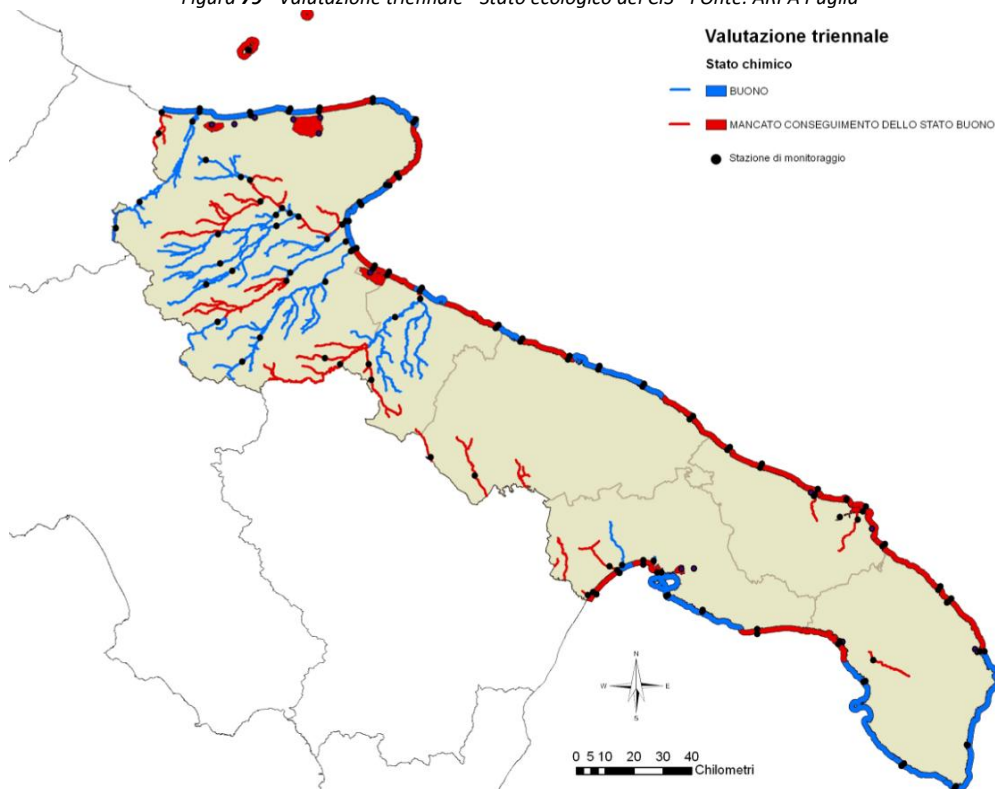 Figura 75 - Valutazione triennale - Stato ecologico dei CIS - FOnte: ARPA Puglia
Valutazione triennale
Stato chimico
BUONO
MANCATO CONSEGUIMENTO DELLO STATO BUONO
Stazione di monitoraggio
N
W E
S
0 5 10 20 30 40
Chilometri